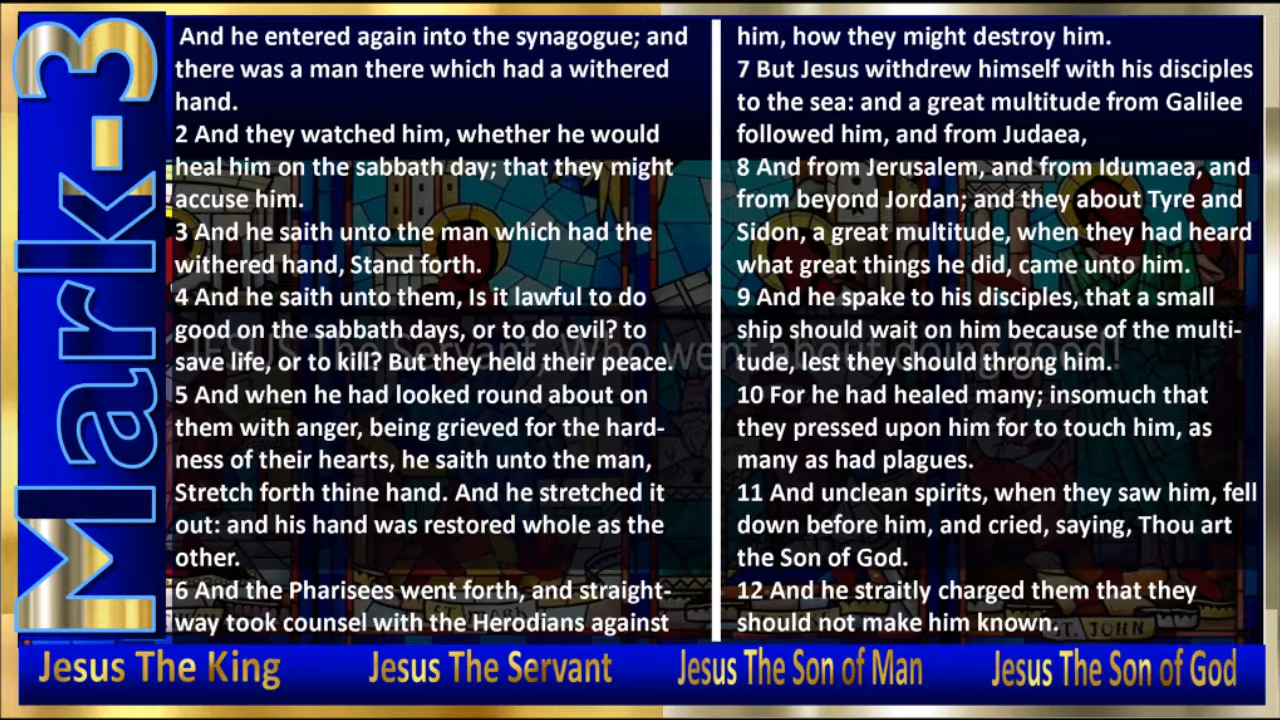 Mark-3
And he entered again into the synagogue; and
there was a man there which had a withered
hand.
2 And they watched him, whether he would
heal him on the sabbath day; that they might
accuse him.
3 And he saith unto the man which had the
withered hand, Stand forth.
4 And he saith unto them, Is it lawful to do
good on the sabbath days, or to do evil? to
save life, or to kill? But they held their peace.
5 And when he had looked round about on
them with anger, being grieved for the hard-
ness of their hearts, he saith unto the man,
Stretch forth thine hand. And he stretched it
out: and his hand was restored whole as the
other.
6 And the Pharisees went forth, and straight-
way took counsel with the Herodians against
him, how they might destroy him.
7 But Jesus withdrew himself with his disciples
to the sea: and a great multitude from Galilee
followed him, and from Judaea,
8 And from Jerusalem, and from Idumaea, and
from beyond Jordan; and they about Tyre and
Sidon, a great multitude, when they had heard
what great things he did, came unto him.
9 And he spake to his disciples, that a small
ship should wait on him because of the multi-
tude, lest they should throng him.
10 For he had healed many; insomuch that
they pressed upon him for to touch him, as
many as had plagues.
11 And unclean spirits, when they saw him, fell
down before him, and cried, saying, Thou art
the Son of God.
12 And he straitly charged them that they
should not make him known.
JESUS The Servant, Who went about doing good!
ST. MARK
ST. JOHN
Jesus The King
Jesus The Servant
Jesus The Son of Man
Jesus The Son of God